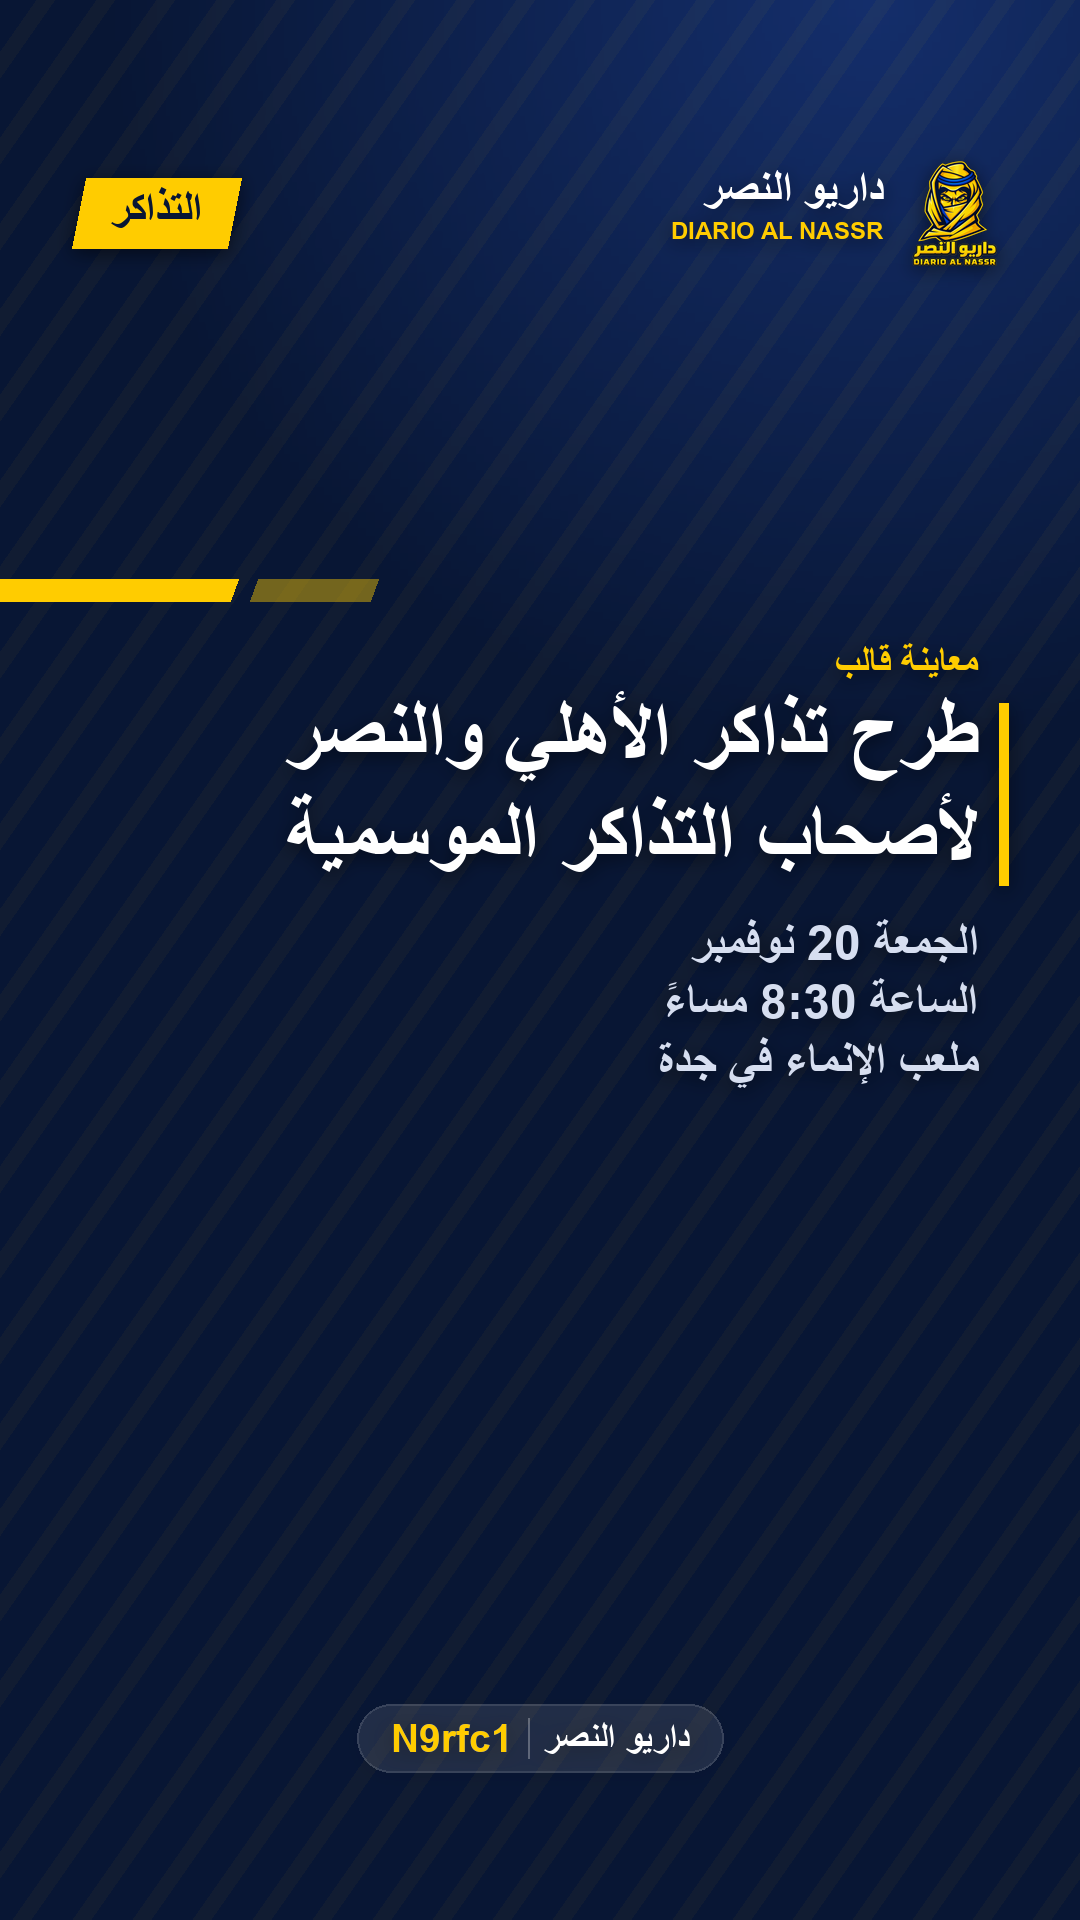 داريو النصر
DIARIO AL NASSR
داريو النصر
DIARIO AL NASSR
التذاكر
معاينة قالب
طرح تذاكر الأهلي والنصر
لأصحاب التذاكر الموسمية
الجمعة 20 نوفمبر
الساعة 8:30 مساءً
ملعب الإنماء في جدة
داريو النصر | N9rfc1